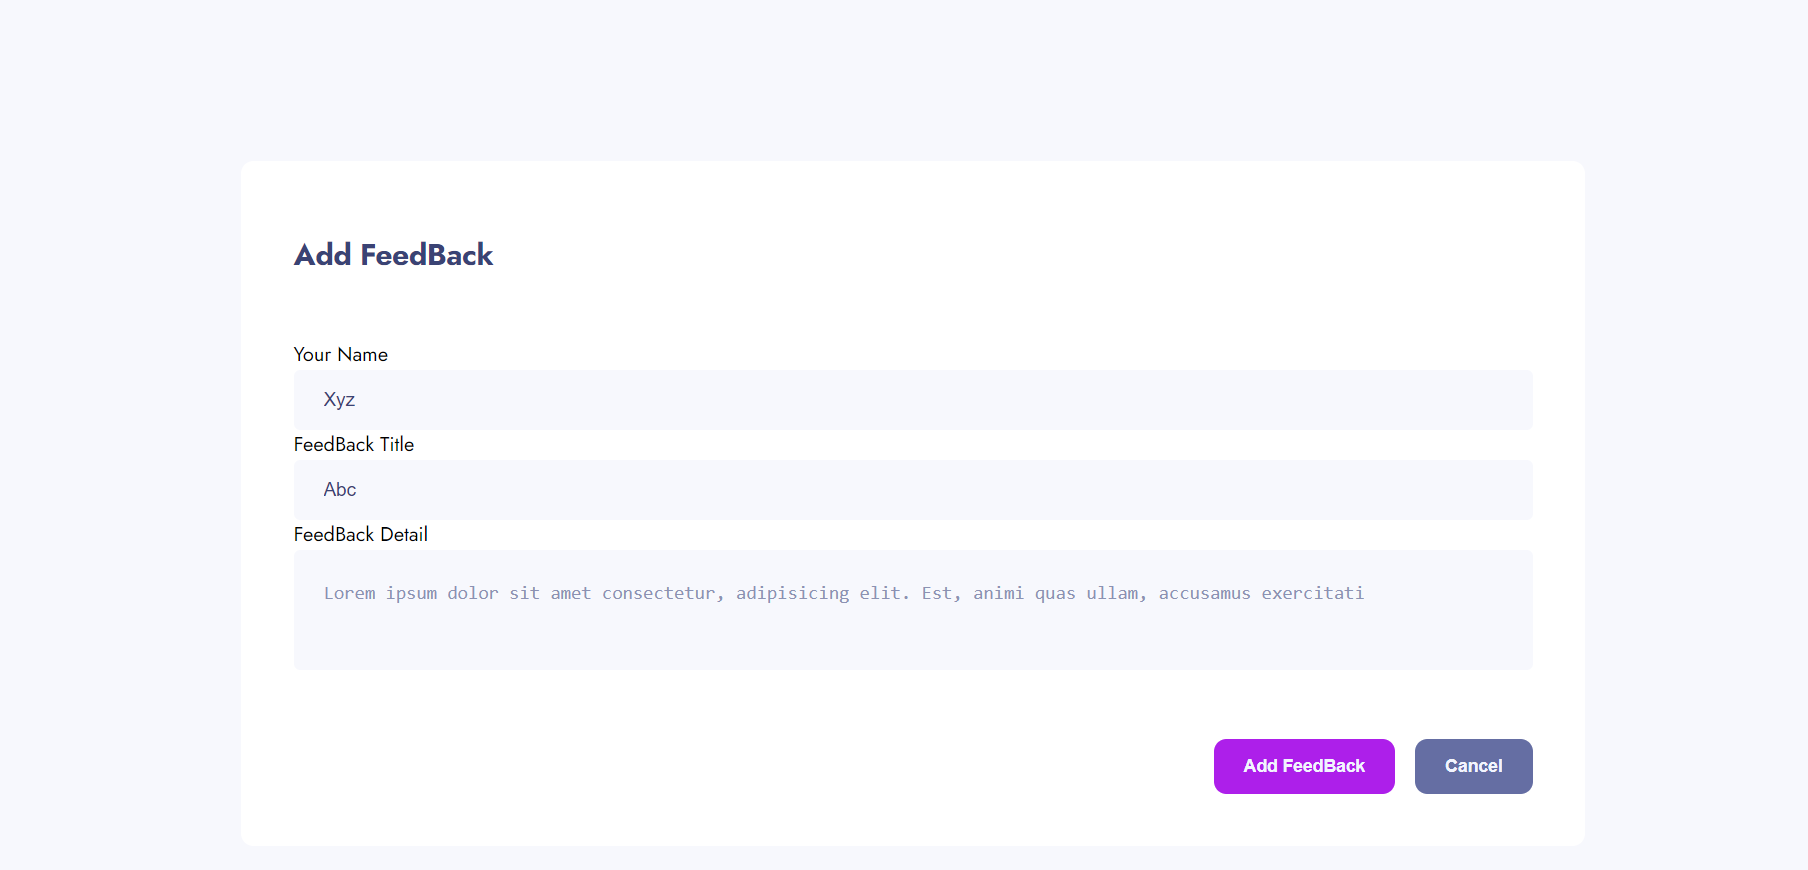 Add FeedBack
Your Name
Xyz
FeedBack Title
Abc
FeedBack Detail
Lorem ipsum dolor sit amet consectetur, adipisicing elit. Est, animi quas ullam, accusamus exercitati
Add FeedBack
Cancel